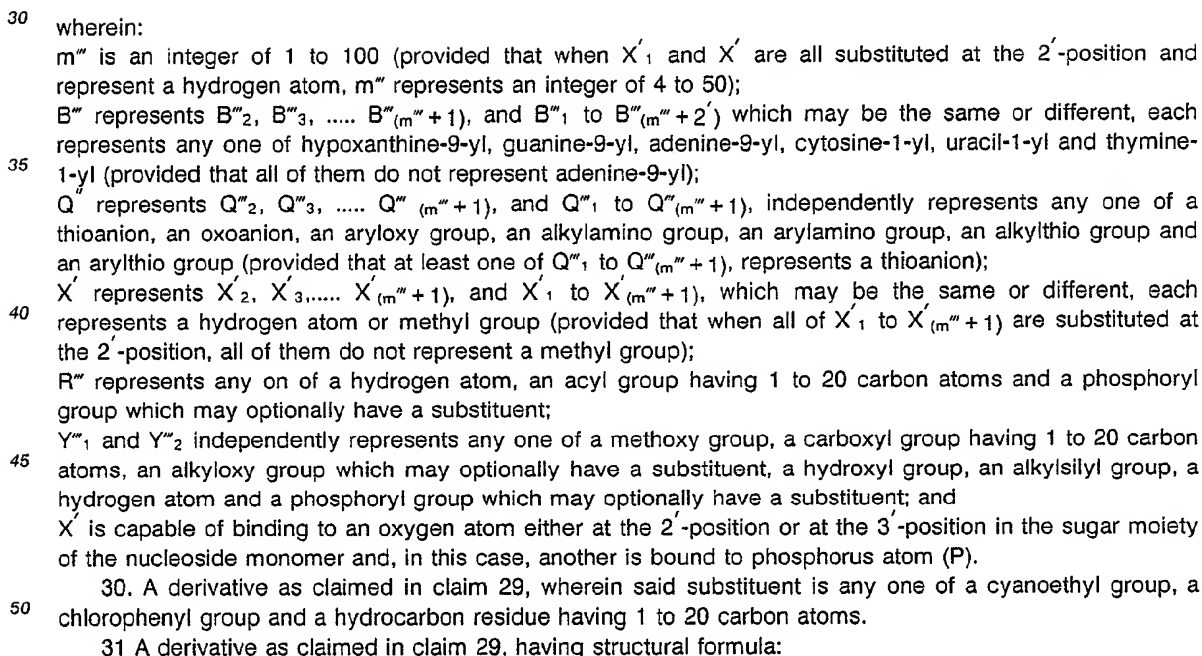 30 wherein:
m‴ is an integer of 1 to 100 (provided that when X′₁ and X′ are all substituted at the 2′-position and
represent a hydrogen atom, m‴ represents an integer of 4 to 50);
B‴ represents B‴₂, B‴₃, ..... B‴(m‴ + 1), and B‴₁ to B‴(m‴ + 2′) which may be the same or different, each
represents any one of hypoxanthine-9-yl, guanine-9-yl, adenine-9-yl, cytosine-1-yl, uracil-1-yl and thymine-
35 1-yl (provided that all of them do not represent adenine-9-yl);
Q″ represents Q‴₂, Q‴₃, ..... Q‴ (m‴ + 1), and Q‴₁ to Q‴(m‴ + 1), independently represents any one of a
thioanion, an oxoanion, an aryloxy group, an alkylamino group, an arylamino group, an alkylthio group and
an arylthio group (provided that at least one of Q‴₁ to Q‴(m‴ + 1), represents a thioanion);
X′ represents X′₂, X′₃,..... X′(m‴ + 1), and X′₁ to X′(m‴ + 1), which may be the same or different, each
40 represents a hydrogen atom or methyl group (provided that when all of X′₁ to X′(m‴ + 1) are substituted at
the 2′-position, all of them do not represent a methyl group);
R‴ represents any on of a hydrogen atom, an acyl group having 1 to 20 carbon atoms and a phosphoryl
group which may optionally have a substituent;
Y‴₁ and Y‴₂ independently represents any one of a methoxy group, a carboxyl group having 1 to 20 carbon
45 atoms, an alkyloxy group which may optionally have a substituent, a hydroxyl group, an alkylsilyl group, a
hydrogen atom and a phosphoryl group which may optionally have a substituent; and
X′ is capable of binding to an oxygen atom either at the 2′-position or at the 3′-position in the sugar moiety
of the nucleoside monomer and, in this case, another is bound to phosphorus atom (P).
30. A derivative as claimed in claim 29, wherein said substituent is any one of a cyanoethyl group, a
50 chlorophenyl group and a hydrocarbon residue having 1 to 20 carbon atoms.
31 A derivative as claimed in claim 29, having structural formula: